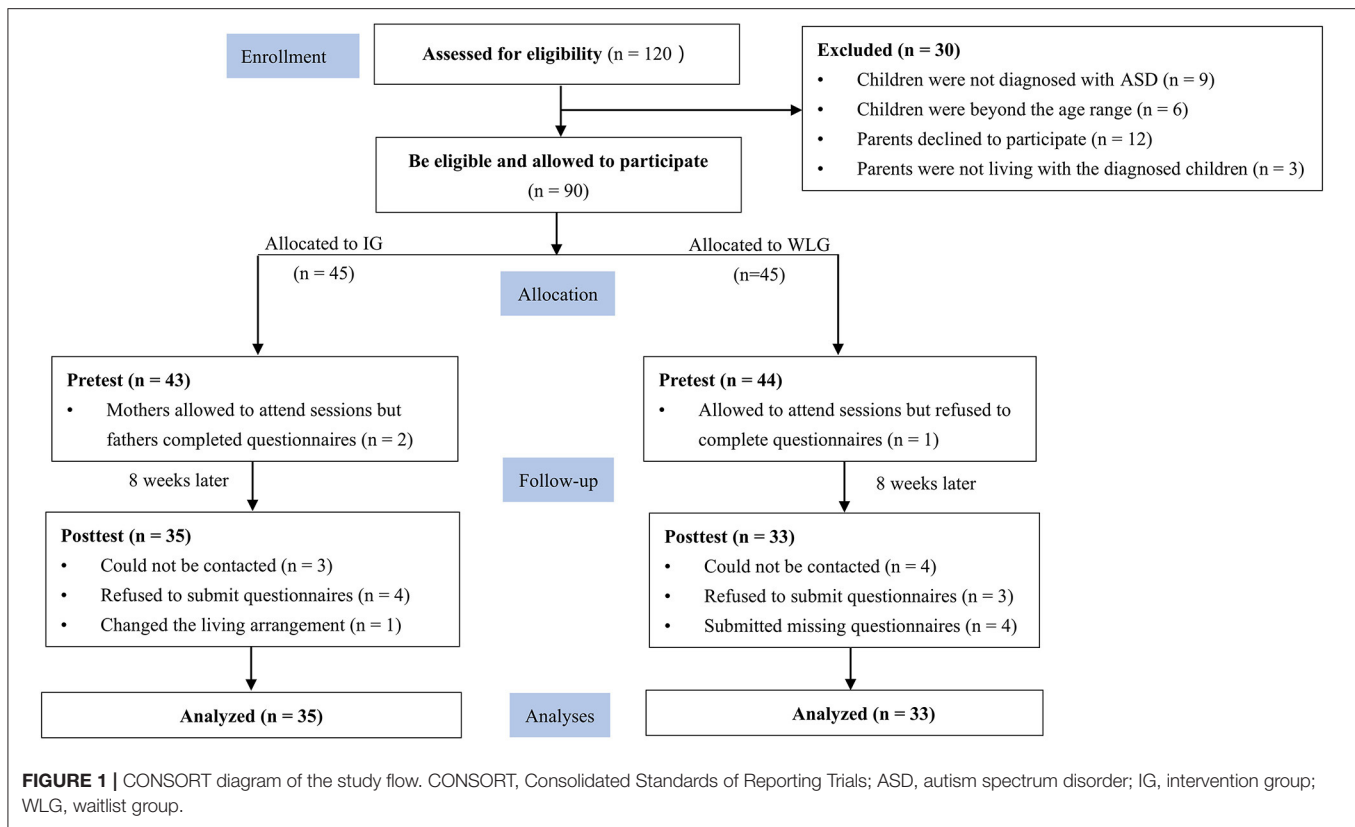 Enrollment
Assessed for eligibility (n = 120 )
Excluded (n = 30)
• Children were not diagnosed with ASD (n = 9)
• Children were beyond the age range (n = 6)
• Parents declined to participate (n = 12)
• Parents were not living with the diagnosed children (n = 3)
Be eligible and allowed to participate
(n = 90)
Allocated to IG
(n = 45)
Allocated to WLG
(n=45)
Allocation
Pretest (n = 43)
• Mothers allowed to attend sessions but
fathers completed questionnaires (n = 2)
Pretest (n = 44)
• Allowed to attend sessions but refused to
complete questionnaires (n = 1)
8 weeks later
Follow-up
8 weeks later
Posttest (n = 35)
• Could not be contacted (n = 3)
• Refused to submit questionnaires (n = 4)
• Changed the living arrangement (n = 1)
Posttest (n = 33)
• Could not be contacted (n = 4)
• Refused to submit questionnaires (n = 3)
• Submitted missing questionnaires (n = 4)
Analyzed (n = 35)
Analyses
Analyzed (n = 33)
FIGURE 1 | CONSORT diagram of the study flow. CONSORT, Consolidated Standards of Reporting Trials; ASD, autism spectrum disorder; IG, intervention group;
WLG, waitlist group.